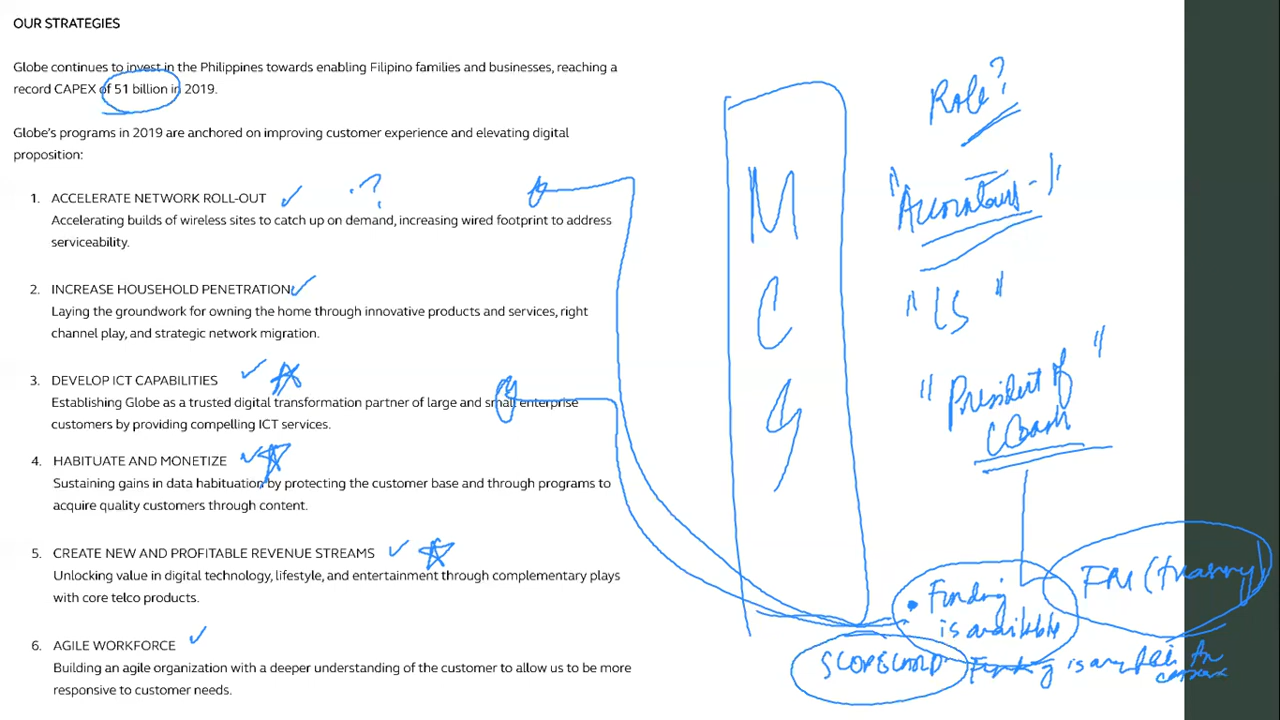 OUR STRATEGIES
Globe continues to invest in the Philippines towards enabling Filipino families and businesses, reaching a
record CAPEX of 51 billion in 2019.
Globe's programs in 2019 are anchored on improving customer experience and elevating digital
proposition:
1. ACCELERATE NETWORK ROLL-OUT
Accelerating builds of wireless sites to catch up on demand, increasing wired footprint to address
serviceability.
2. INCREASE HOUSEHOLD PENETRATION
Laying the groundwork for owning the home through innovative products and services, right
channel play, and strategic network migration.
3. DEVELOP ICT CAPABILITIES
Establishing Globe as a trusted digital transformation partner of large and small enterprise
customers by providing compelling ICT services.
4. HABITUATE AND MONETIZE
Sustaining gains in data habituation by protecting the customer base and through programs to
acquire quality customers through content.
5. CREATE NEW AND PROFITABLE REVENUE STREAMS
Unlocking value in digital technology, lifestyle, and entertainment through complementary plays
with core telco products.
6. AGILE WORKFORCE
Building an agile organization with a deeper understanding of the customer to allow us to be more
responsive to customer needs.
?
M
C
S
Role?
"
"
"President of
• Finding
is available
is